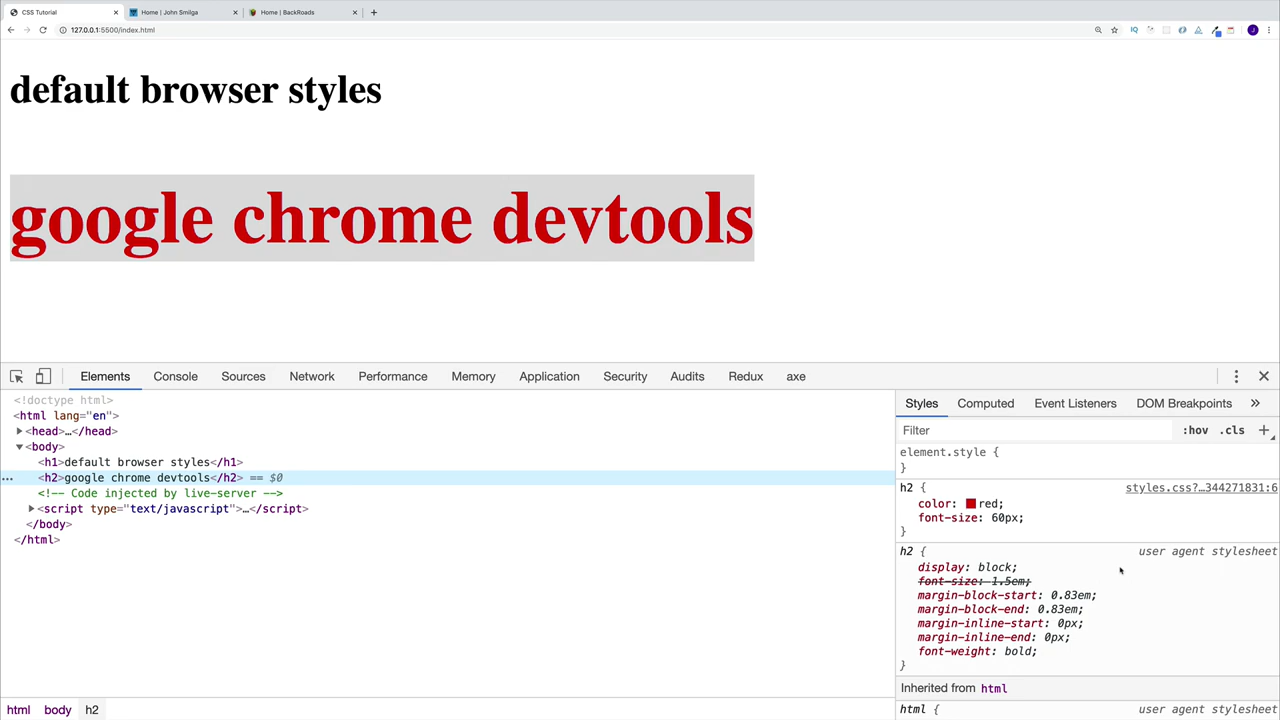 CSS Tutorial
Home | John Smilga
Home | BackRoads
127.0.0.1:5500/index.html
default browser styles
google chrome devtools
Elements Console Sources Network Performance Memory Application Security Audits Redux axe
<!doctype html>
<html lang="en">
<head>…</head>
<body>
<h1>default browser styles</h1>
<h2>google chrome devtools</h2> == $0
<!-- Code injected by live-server -->
<script type="text/javascript">…</script>
</body>
</html>
html body h2
Styles Computed Event Listeners DOM Breakpoints »
Filter :hov .cls +
element.style {
}
h2 { styles.css?…344271831:6
color: red;
font-size: 60px;
}
h2 { user agent stylesheet
display: block;
font-size: 1.5em;
margin-block-start: 0.83em;
margin-block-end: 0.83em;
margin-inline-start: 0px;
margin-inline-end: 0px;
font-weight: bold;
}
Inherited from html
html { user agent stylesheet